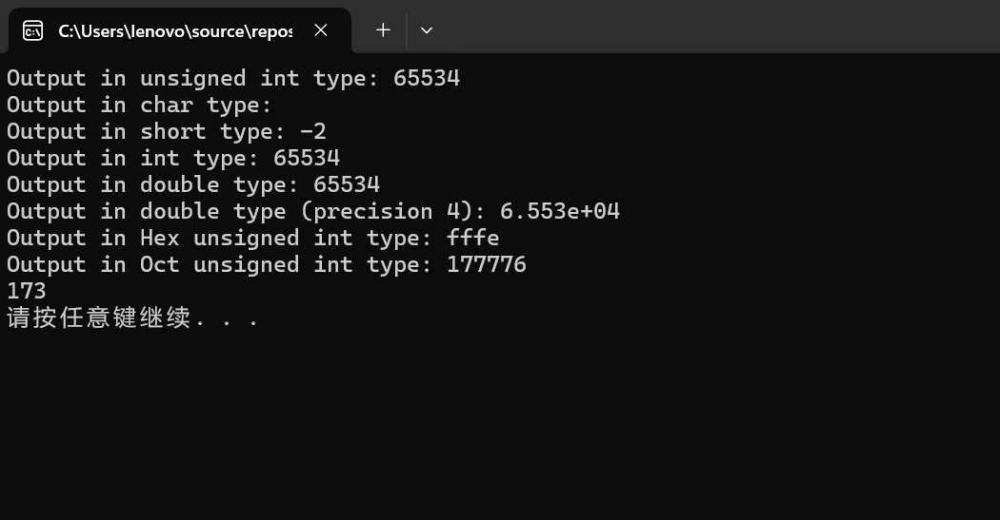 C:\Users\lenovo\source\repos
Output in unsigned int type: 65534
Output in char type:
Output in short type: -2
Output in int type: 65534
Output in double type: 65534
Output in double type (precision 4): 6.553e+04
Output in Hex unsigned int type: fffe
Output in Oct unsigned int type: 177776
173
请按任意键继续. . .